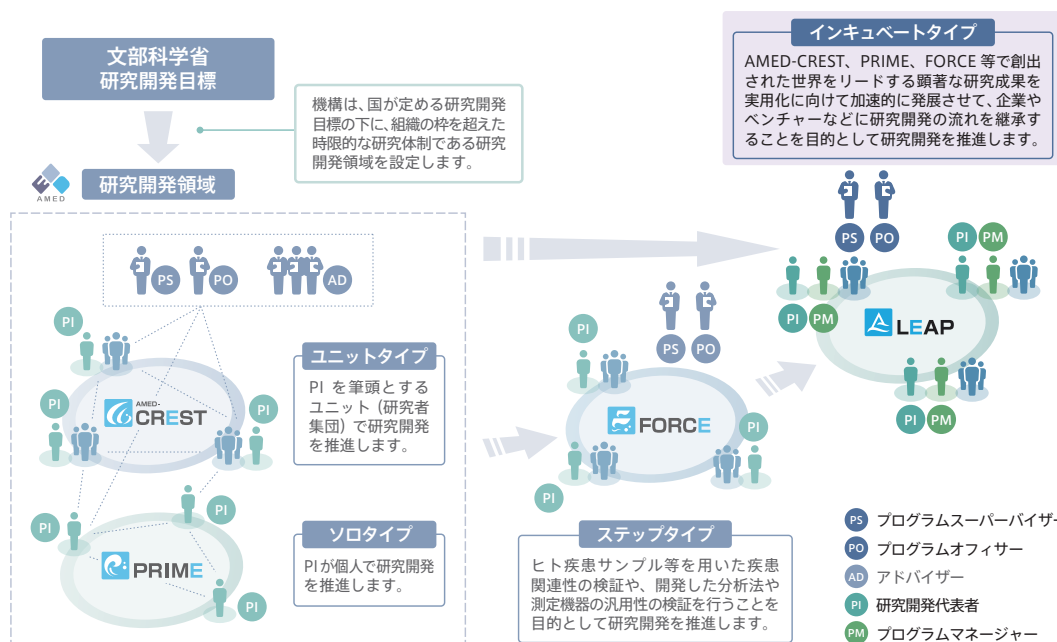 文部科学省
研究開発目標
機構は、国が定める研究開発
目標の下に、組織の枠を超えた
時限的な研究体制である研究
開発領域を設定します。
AMED
研究開発領域
インキュベートタイプ
AMED-CREST、PRIME、FORCE 等で創出
された世界をリードする顕著な研究成果を
実用化に向けて加速的に発展させて、企業や
ベンチャーなどに研究開発の流れを継承す
ることを目的として研究開発を推進します。
PS
PO
AD
PI
PI
PI
AMED-
CREST
ユニットタイプ
PI を筆頭とする
ユニット（研究者
集団）で研究開発
を推進します。
PI
PI
PI
PRIME
ソロタイプ
PIが個人で研究開発
を推進します。
PS
PO
PI
PI
PI
FORCE
ステップタイプ
ヒト疾患サンプル等を用いた疾患
関連性の検証や、開発した分析法や
測定機器の汎用性の検証を行うことを
目的として研究開発を推進します。
PS
PO
PI
PM
PI
PM
LEAP
PI
PM
PS プログラムスーパーバイザー
PO プログラムオフィサー
AD アドバイザー
PI 研究開発代表者
PM プログラムマネージャー